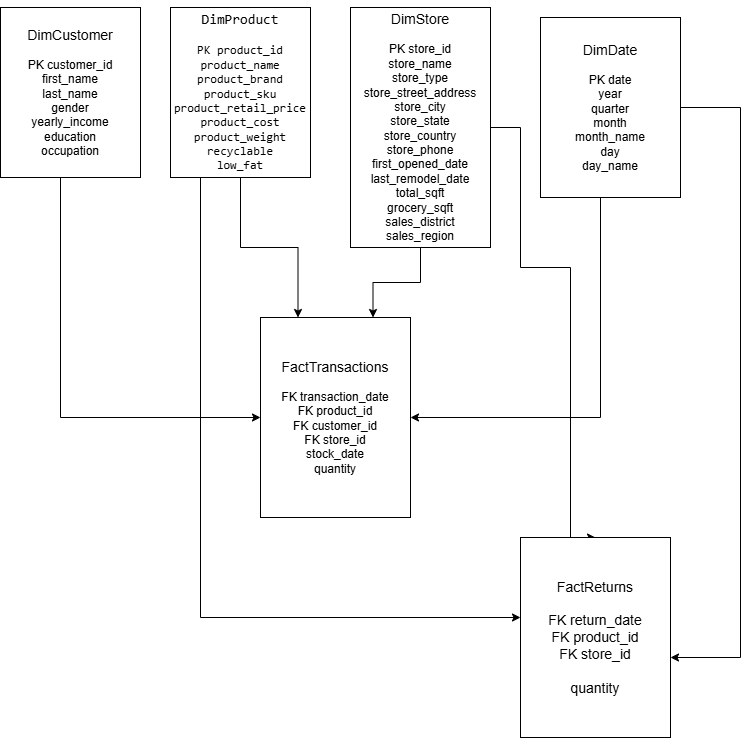 DimCustomer
PK customer_id
first_name
last_name
gender
yearly_income
education
occupation
DimProduct
PK product_id
product_name
product_brand
product_sku
product_retail_price
product_cost
product_weight
recyclable
low_fat
DimStore
PK store_id
store_name
store_type
store_street_address
store_city
store_state
store_country
store_phone
first_opened_date
last_remodel_date
total_sqft
grocery_sqft
sales_district
sales_region
DimDate
PK date
year
quarter
month
month_name
day
day_name
FactTransactions
FK transaction_date
FK product_id
FK customer_id
FK store_id
stock_date
quantity
FactReturns
FK return_date
FK product_id
FK store_id
quantity